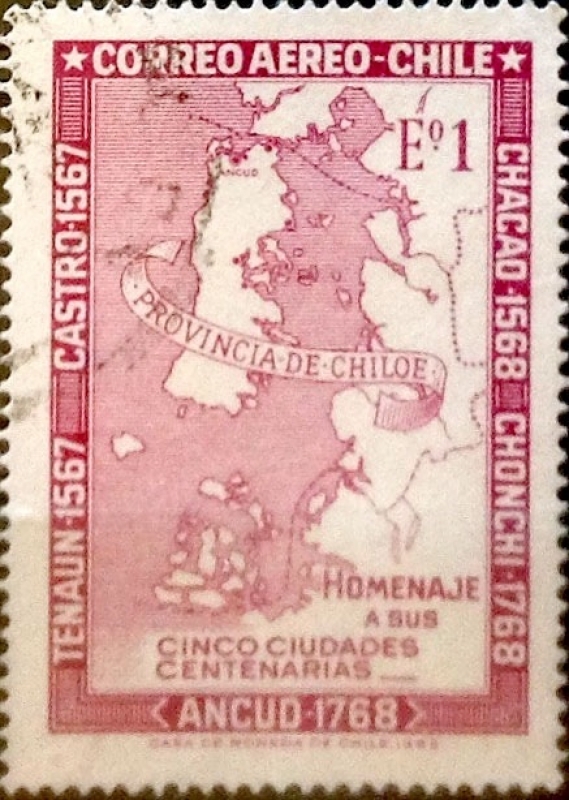 ★ CORREO AEREO-CHILE ★
Eº1
ANCUD
CASTRO·1567
TENAUN·1567
CHACAO·1568
CHONCHI·1768
·PROVINCIA·DE·CHILOE·
HOMENAJE
A SUS
CINCO CIUDADES
CENTENARIAS
ANCUD·1768
CASA DE MONEDA DE CHILE